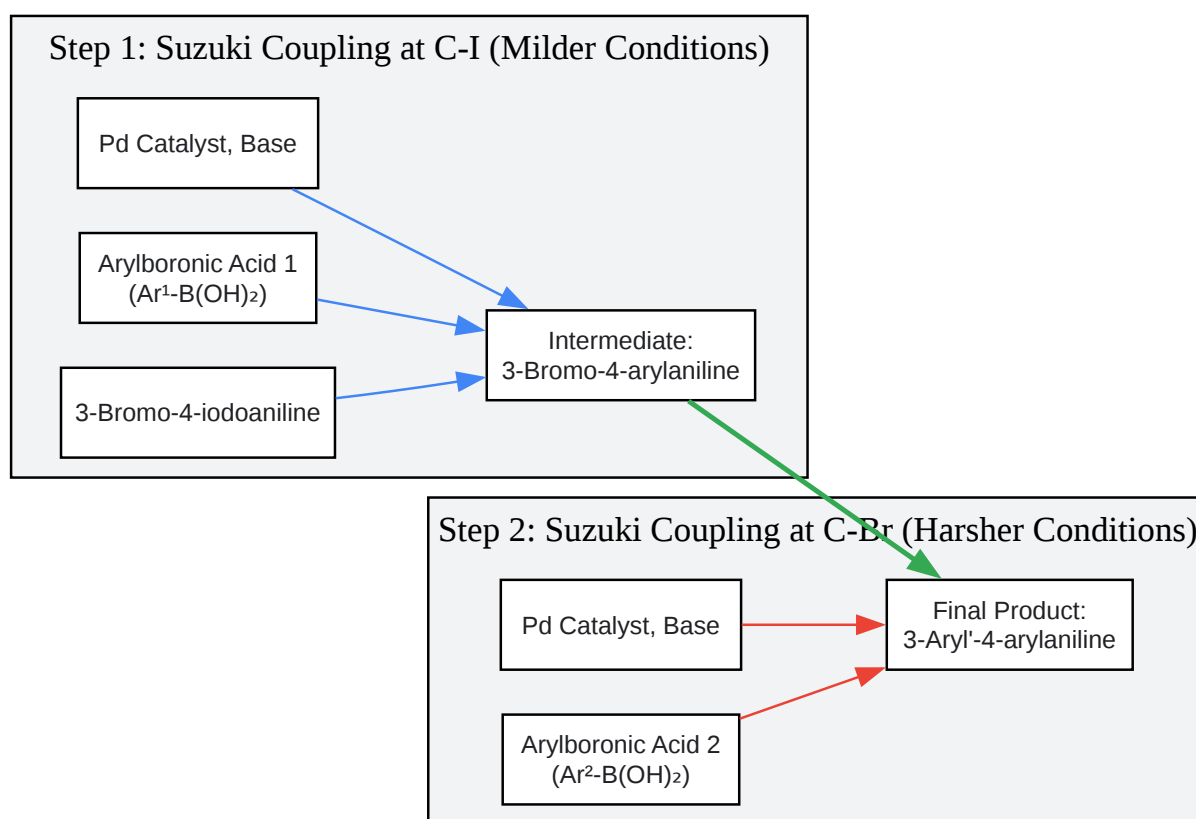 Step 1: Suzuki Coupling at C-I (Milder Conditions)
Pd Catalyst, Base
Arylboronic Acid 1
(Ar¹-B(OH)₂)
3-Bromo-4-iodoaniline
Intermediate:
3-Bromo-4-arylaniline
Step 2: Suzuki Coupling at C-Br (Harsher Conditions)
Pd Catalyst, Base
Arylboronic Acid 2
(Ar²-B(OH)₂)
Final Product:
3-Aryl'-4-arylaniline